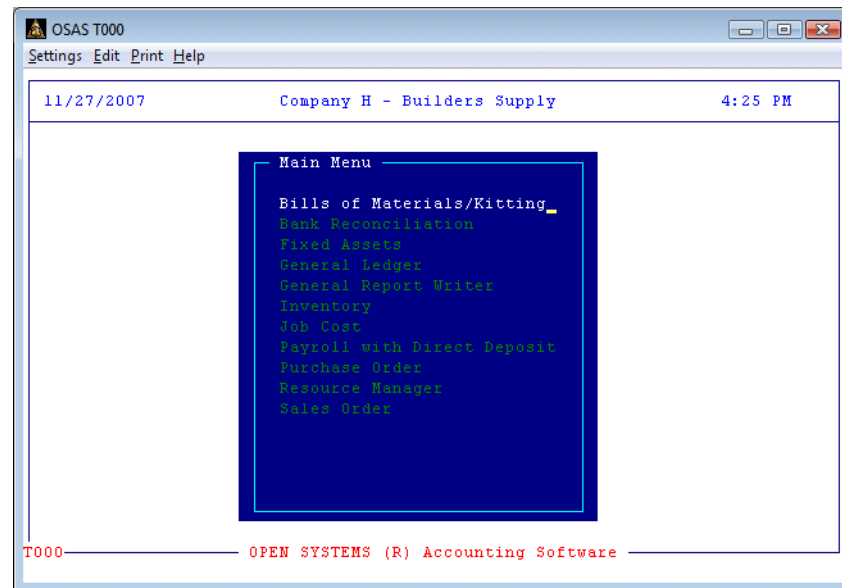 OSAS T000
Settings Edit Print Help
11/27/2007 Company H - Builders Supply 4:25 PM
Main Menu
Bills of Materials/Kitting_
Bank Reconciliation
Fixed Assets
General Ledger
General Report Writer
Inventory
Job Cost
Payroll with Direct Deposit
Purchase Order
Resource Manager
Sales Order
T000 OPEN SYSTEMS (R) Accounting Software